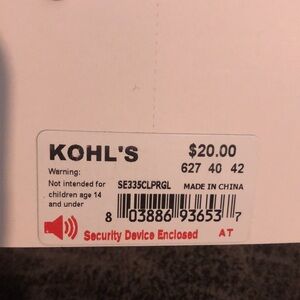 KOHL'S
$20.00
627 40 42
Warning:
Not intended for
children age 14
and under
SE335CLPRGL MADE IN CHINA
8 03886 93653 7
Security Device Enclosed AT